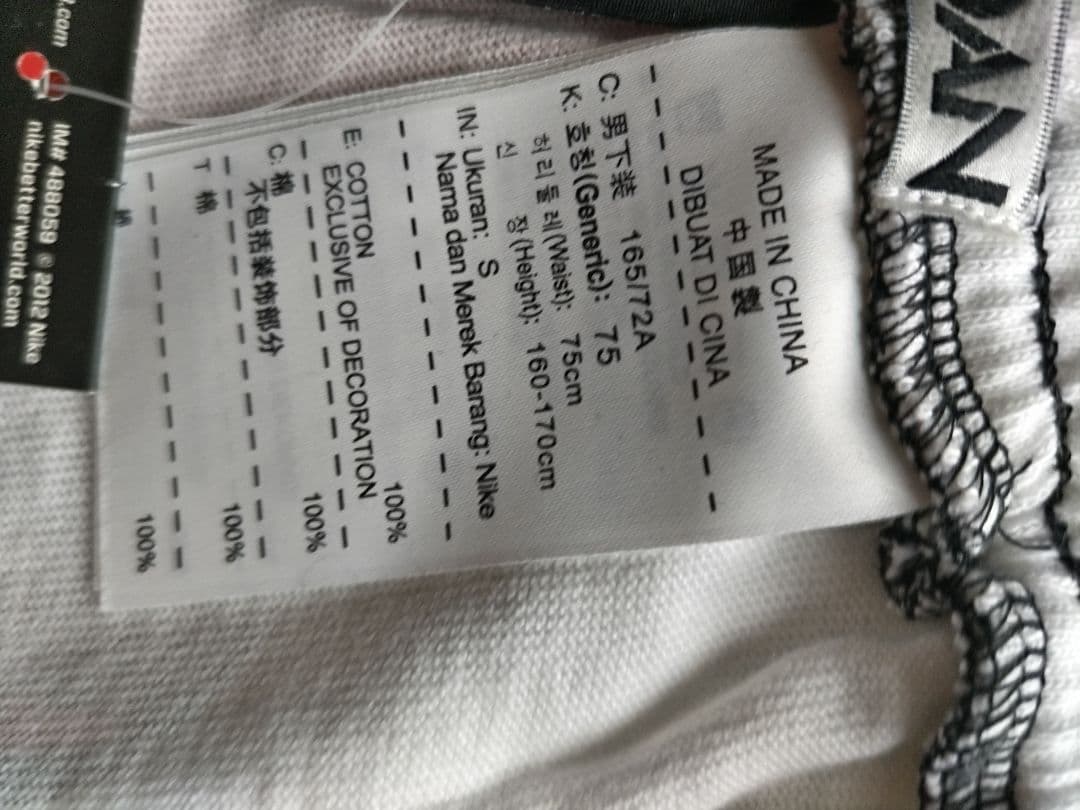 DAN
MADE IN CHINA
中國製
DIBUAT DI CINA
C: 男下装 165/72A
K: 호칭(Generic): 75
허리둘레(Waist): 75cm
신 장(Height): 160-170cm
IN: Ukuran: S
Nama dan Merek Barang: Nike
E: COTTON 100%
EXCLUSIVE OF DECORATION
C: 棉 100%
不包括装饰部分
T 棉 100%
100%
.com
IM# 488059 © 2012 Nike
nikebetterworld.com